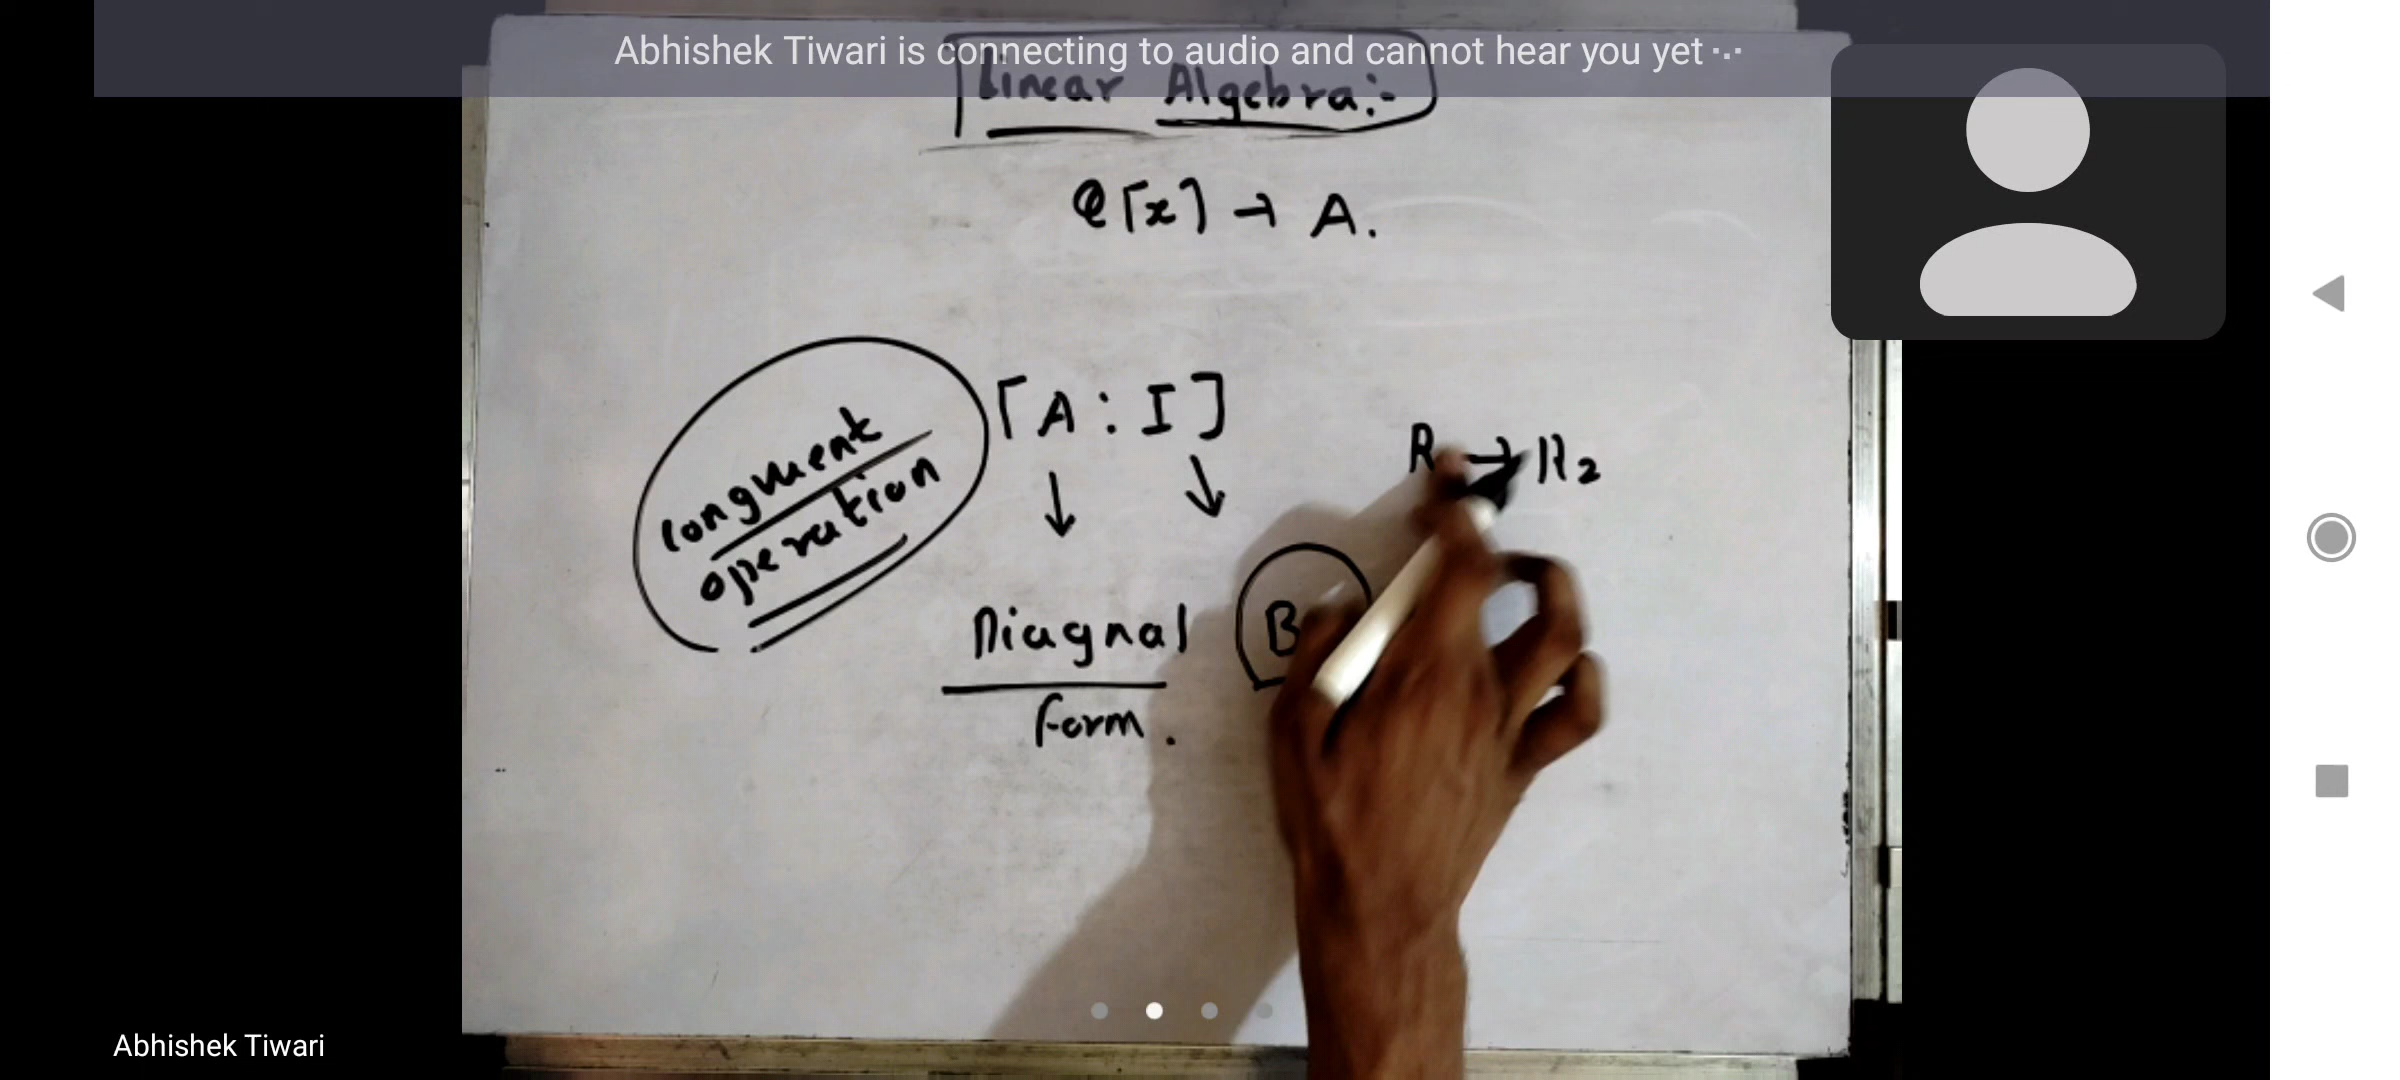 Abhishek Tiwari is connecting to audio and cannot hear you yet
Linear Algebra:-
Q[x] → A.
[A : I]
congruent
operation
R → R2
Diagnal
form.
B
Abhishek Tiwari